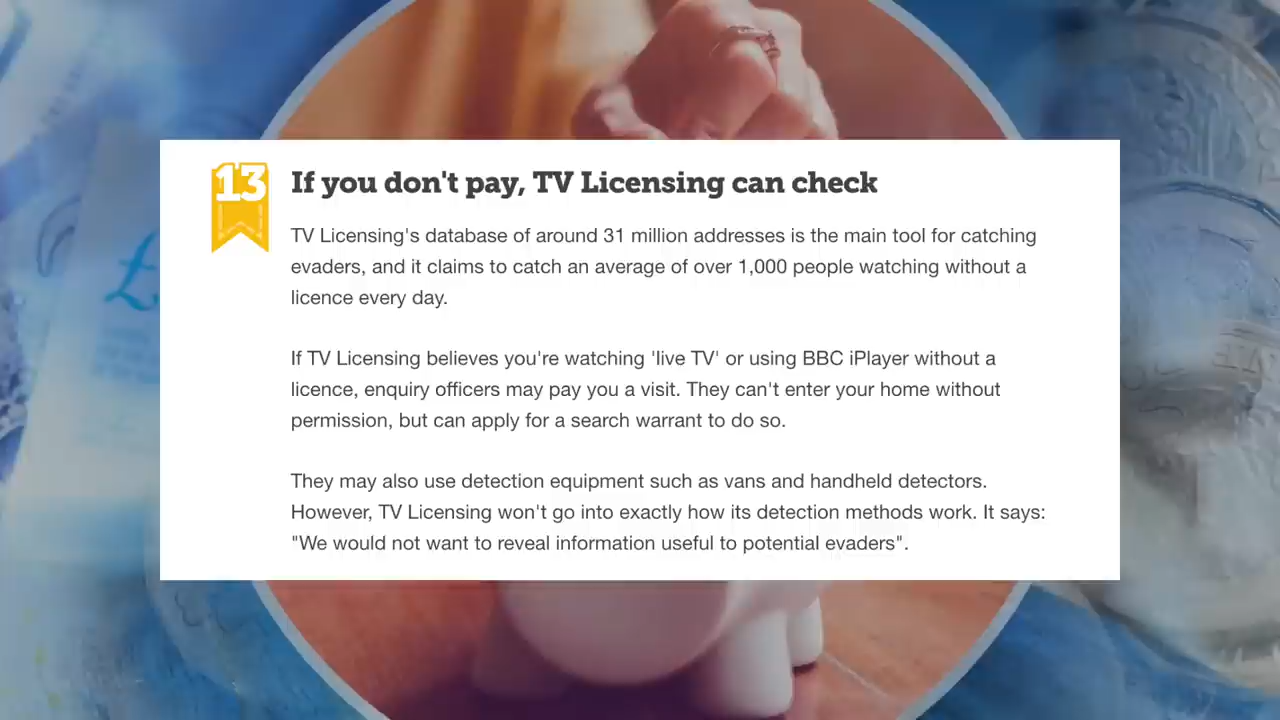 13
If you don't pay, TV Licensing can check
TV Licensing's database of around 31 million addresses is the main tool for catching
evaders, and it claims to catch an average of over 1,000 people watching without a
licence every day.
If TV Licensing believes you're watching 'live TV' or using BBC iPlayer without a
licence, enquiry officers may pay you a visit. They can't enter your home without
permission, but can apply for a search warrant to do so.
They may also use detection equipment such as vans and handheld detectors.
However, TV Licensing won't go into exactly how its detection methods work. It says:
"We would not want to reveal information useful to potential evaders".
£